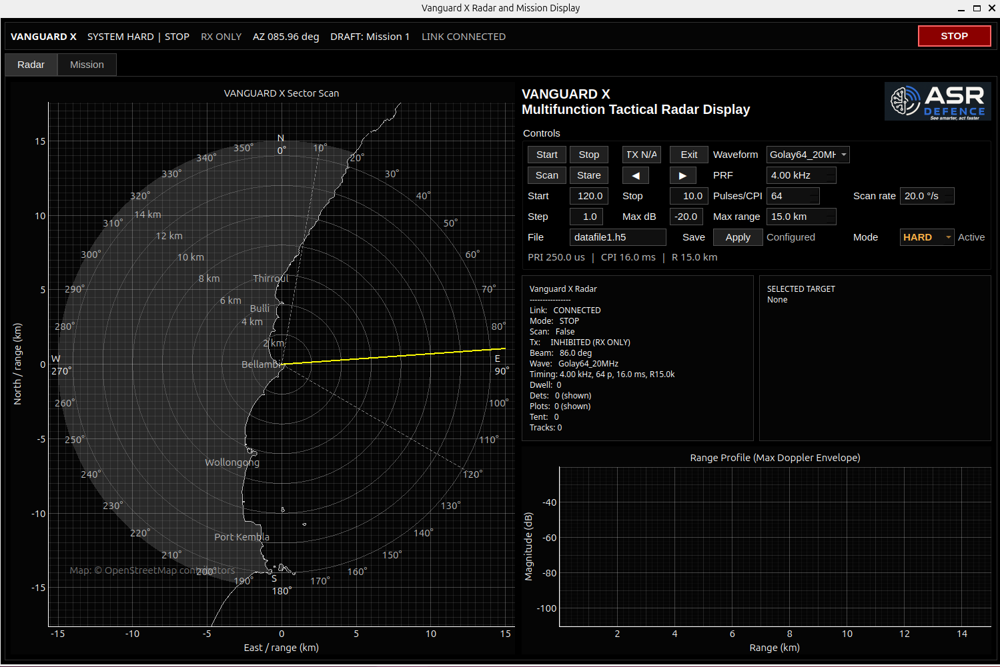 Vanguard X Radar and Mission Display
VANGUARD X SYSTEM HARD | STOP RX ONLY AZ 085.96 deg DRAFT: Mission 1 LINK CONNECTED STOP
Radar Mission
VANGUARD X Sector Scan
N
0°
10°
20°
30°
40°
50°
60°
70°
80°
E
90°
100°
110°
120°
130°
140°
150°
160°
170°
S
180°
190°
200°
210°
220°
230°
240°
250°
260°
W
270°
280°
290°
300°
310°
320°
330°
340°
350°
14 km
12 km
10 km
8 km
6 km
4 km
2 km
Thirroul
Bulli
Bellambi
Wollongong
Port Kembla
Map: © OpenStreetMap contributors
North / range (km)
15
10
5
0
-5
-10
-15
-15 -10 -5 0 5 10 15
East / range (km)
VANGUARD X
Multifunction Tactical Radar Display
ASR
DEFENCE
See smarter, act faster
Controls
Start Stop TX N/A Exit Waveform Golay64_20MH
Scan Stare ◀ ▶ PRF 4.00 kHz
Start 120.0 Stop 10.0 Pulses/CPI 64 Scan rate 20.0 °/s
Step 1.0 Max dB -20.0 Max range 15.0 km
File datafile1.h5 Save Apply Configured Mode HARD Active
PRI 250.0 us | CPI 16.0 ms | R 15.0 km
Vanguard X Radar
---------------
Link: CONNECTED
Mode: STOP
Scan: False
Tx: INHIBITED (RX ONLY)
Beam: 86.0 deg
Wave: Golay64_20MHz
Timing: 4.00 kHz, 64 p, 16.0 ms, R15.0k
Dwell: 0
Dets: 0 (shown)
Plots: 0 (shown)
Tent: 0
Tracks: 0
SELECTED TARGET
None
Range Profile (Max Doppler Envelope)
Magnitude (dB)
-40
-60
-80
-100
2 4 6 8 10 12 14
Range (km)